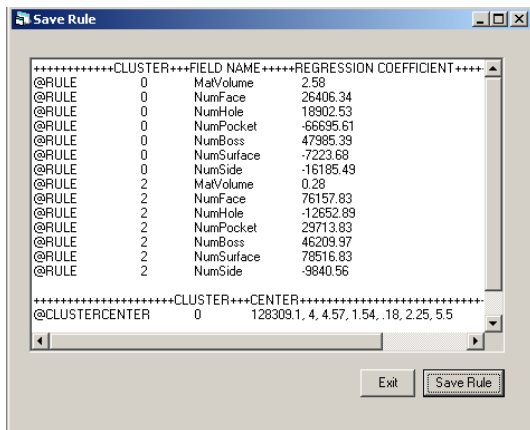 Save Rule
++++++++++++CLUSTER+++FIELD NAME+++++REGRESSION COEFFICIENT++++
@RULE 0 MatVolume 2.58
@RULE 0 NumFace 26406.34
@RULE 0 NumHole 18902.53
@RULE 0 NumPocket -66695.61
@RULE 0 NumBoss 47985.39
@RULE 0 NumSurface -7223.68
@RULE 0 NumSide -16185.49
@RULE 2 MatVolume 0.28
@RULE 2 NumFace 76157.83
@RULE 2 NumHole -12652.89
@RULE 2 NumPocket 29713.83
@RULE 2 NumBoss 46209.97
@RULE 2 NumSurface 78516.83
@RULE 2 NumSide -9840.56
+++++++++++++++++++++CLUSTER+++CENTER++++++++++++++++++++++++++++
@CLUSTERCENTER 0 128309.1, 4, 4.57, 1.54, .18, 2.25, 5.5
Exit Save Rule